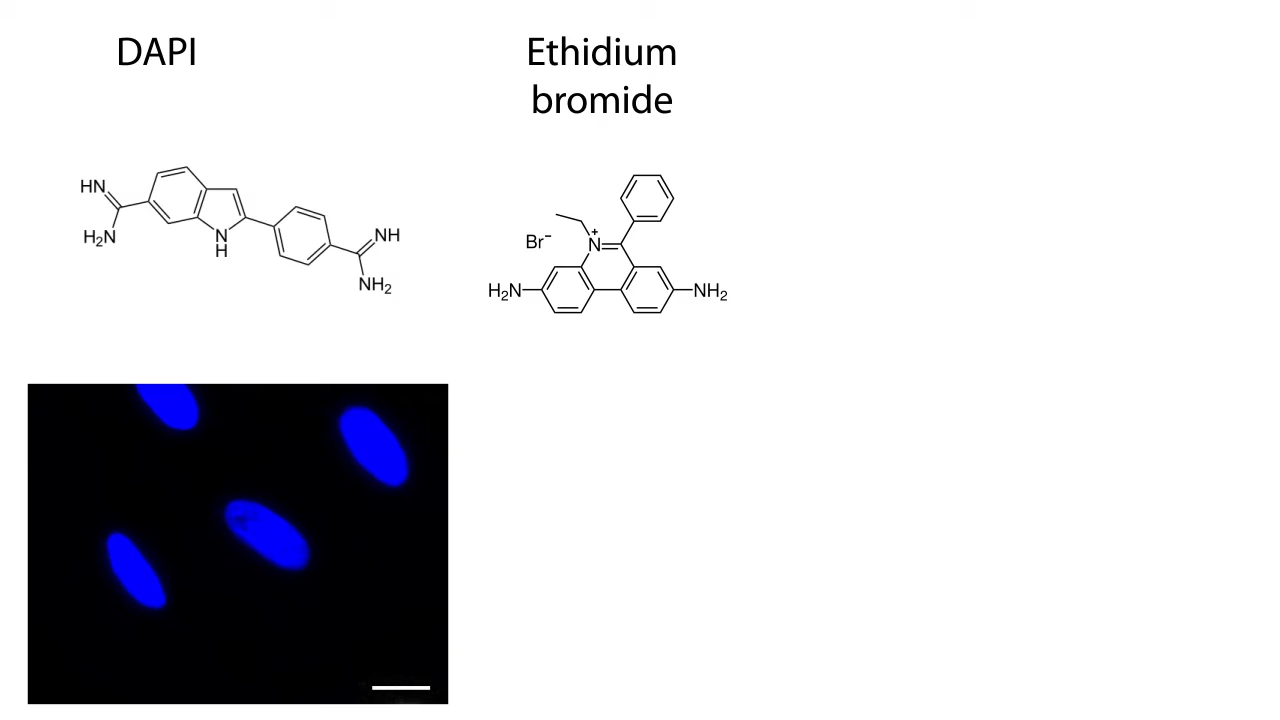 DAPI
Ethidium
bromide
HN
H₂N
N
H
NH
NH₂
Br⁻
N⁺
H₂N
NH₂